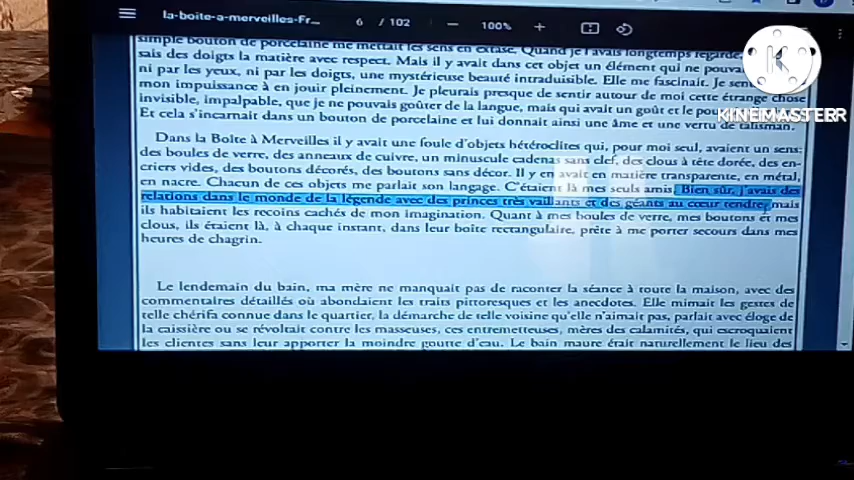 la-boite-a-merveilles-Fr...
6 / 102
100%
KINEMASTER
simple bouton de porcelaine me mettait les sens en extase. Quand je l'avais longtemps regardé,
sais des doigts la matière avec respect. Mais il y avait dans cet objet un élément qui ne pouva
ni par les yeux, ni par les doigts, une mystérieuse beauté intraduisible. Elle me fascinait. Je sen
mon impuissance à en jouir pleinement. Je pleurais presque de sentir autour de moi cette étrange chose
invisible, impalpable, que je ne pouvais goûter de la langue, mais qui avait un goût et le pou
Et cela s'incarnait dans un bouton de porcelaine et lui donnait ainsi une âme et une vertu de talisman.
Dans la Boîte à Merveilles il y avait une foule d'objets hétéroclites qui, pour moi seul, avaient un sens:
des boules de verre, des anneaux de cuivre, un minuscule cadenas sans clef, des clous à tête dorée, des en-
criers vides, des boutons décorés, des boutons sans décor. Il y en avait en matière transparente, en métal,
en nacre. Chacun de ces objets me parlait son langage. C'étaient là mes seuls amis. Bien sûr, j'avais des
relations dans le monde de la légende avec des princes très vaillants et des géants au cœur tendre, mais
ils habitaient les recoins cachés de mon imagination. Quant à mes boules de verre, mes boutons et mes
clous, ils étaient là, à chaque instant, dans leur boîte rectangulaire, prête à me porter secours dans mes
heures de chagrin.
Le lendemain du bain, ma mère ne manquait pas de raconter la séance à toute la maison, avec des
commentaires détaillés où abondaient les traits pittoresques et les anecdotes. Elle mimait les gestes de
telle chérifa connue dans le quartier, la démarche de telle voisine qu'elle n'aimait pas, parlait avec éloge de
la caissière ou se révoltait contre les masseuses, ces entremetteuses, mères des calamités, qui escroquaient
les clientes sans leur apporter la moindre goutte d'eau. Le bain maure était naturellement le lieu des